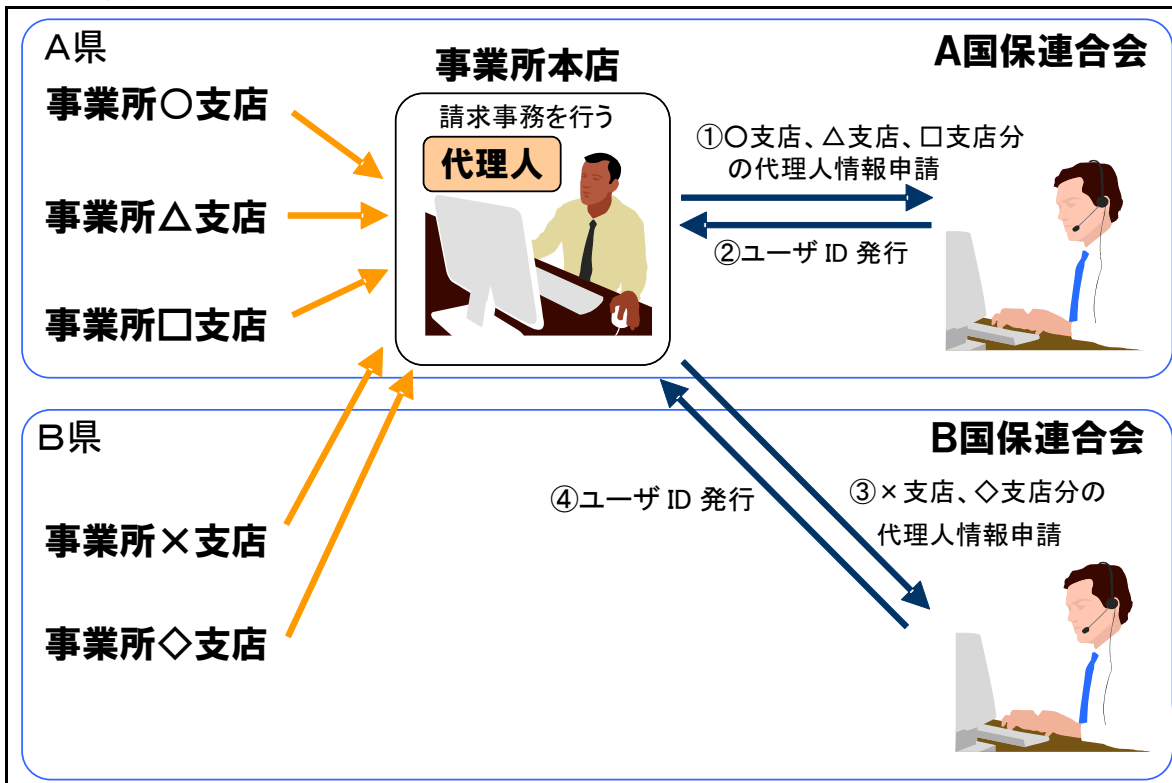 A県
事業所○支店
事業所△支店
事業所□支店
事業所本店
請求事務を行う
代理人
A国保連合会
①○支店、△支店、□支店分
の代理人情報申請
②ユーザ ID 発行
B県
事業所×支店
事業所◇支店
B国保連合会
④ユーザ ID 発行
③×支店、◇支店分の
代理人情報申請